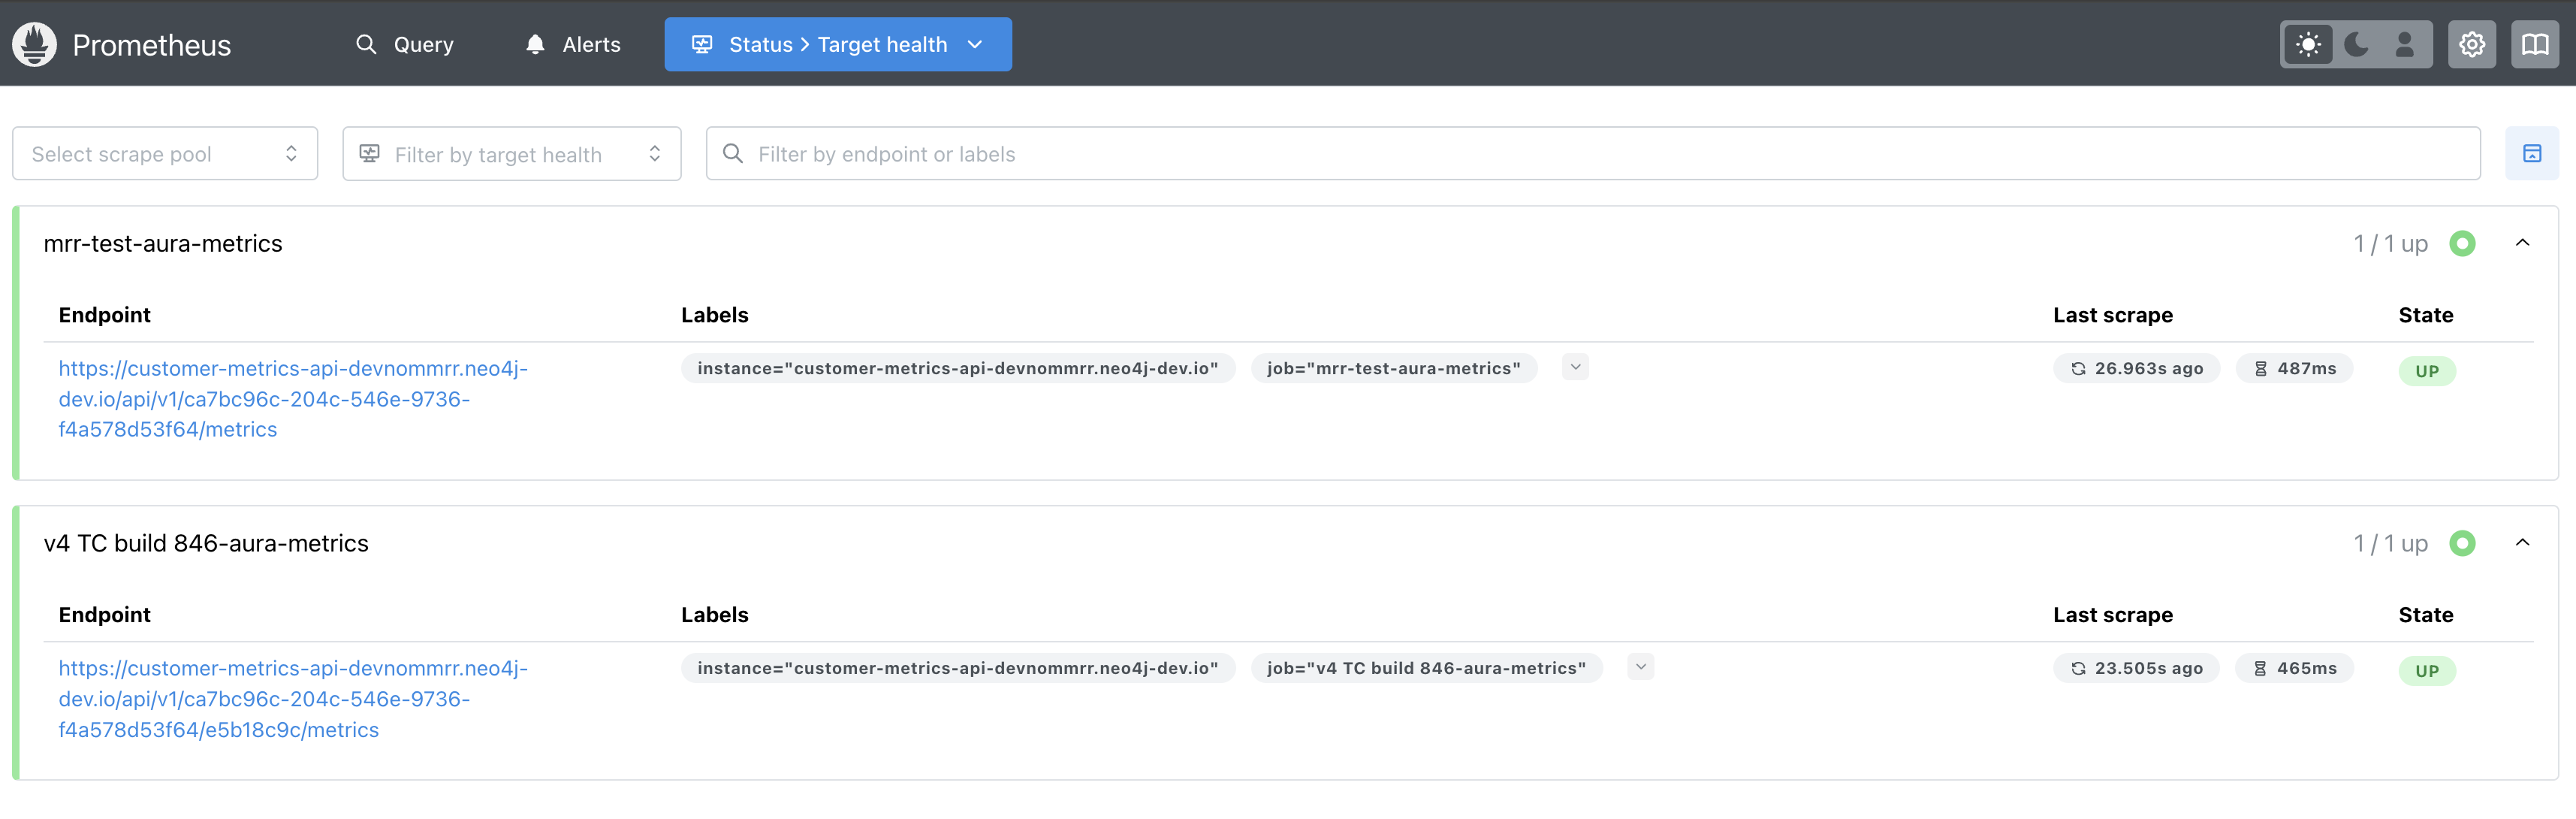 Prometheus
Query
Alerts
Status > Target health
Select scrape pool
Filter by target health
Filter by endpoint or labels
mrr-test-aura-metrics
1 / 1 up
Endpoint Labels Last scrape State
https://customer-metrics-api-devnommrr.neo4j-
dev.io/api/v1/ca7bc96c-204c-546e-9736-
f4a578d53f64/metrics
instance="customer-metrics-api-devnommrr.neo4j-dev.io"
job="mrr-test-aura-metrics"
26.963s ago
487ms
UP
v4 TC build 846-aura-metrics
1 / 1 up
Endpoint Labels Last scrape State
https://customer-metrics-api-devnommrr.neo4j-
dev.io/api/v1/ca7bc96c-204c-546e-9736-
f4a578d53f64/e5b18c9c/metrics
instance="customer-metrics-api-devnommrr.neo4j-dev.io"
job="v4 TC build 846-aura-metrics"
23.505s ago
465ms
UP